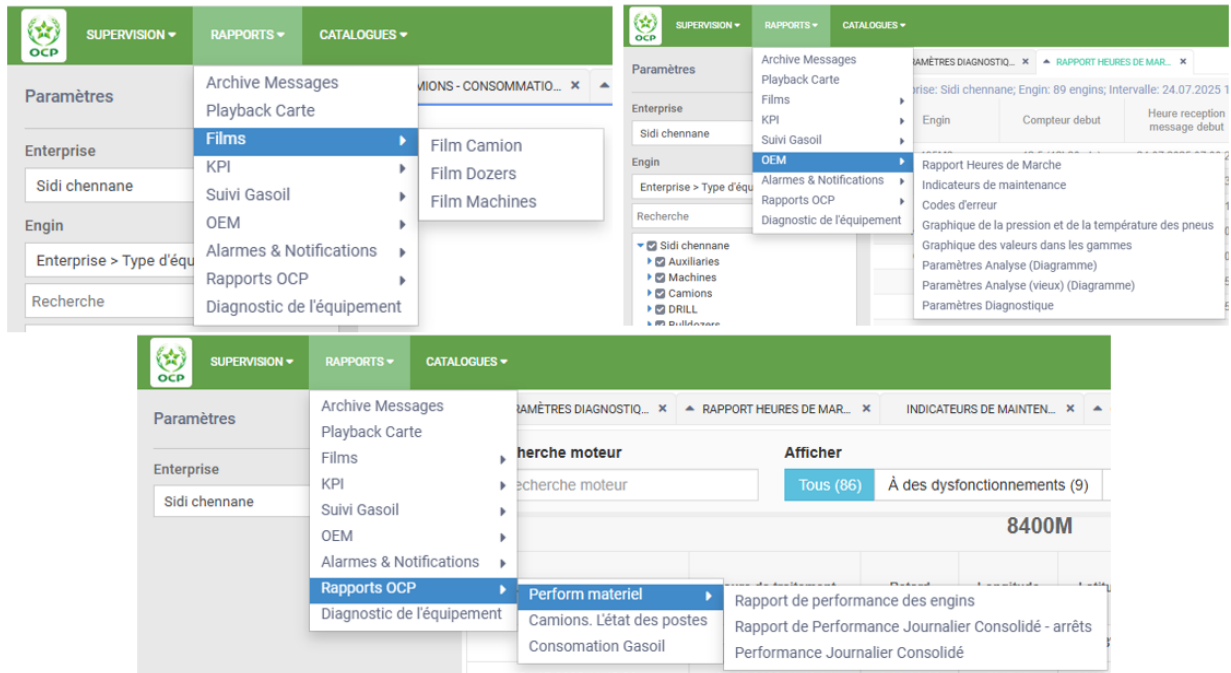 OCP
SUPERVISION
RAPPORTS
CATALOGUES
Paramètres
Enterprise
Sidi chennane
Engin
Enterprise > Type d'équ
Recherche
Archive Messages
Playback Carte
Films
KPI
Suivi Gasoil
OEM
Alarmes & Notifications
Rapports OCP
Diagnostic de l'équipement
MIONS - CONSOMMATIO...
Film Camion
Film Dozers
Film Machines
OCP
SUPERVISION
RAPPORTS
CATALOGUES
Paramètres
Enterprise
Sidi chennane
Engin
Enterprise > Type d'équ
Recherche
Sidi chennane
Auxiliaries
Machines
Camions
DRILL
Bulldozers
Archive Messages
Playback Carte
Films
KPI
Suivi Gasoil
OEM
Alarmes & Notifications
Rapports OCP
Diagnostic de l'équipement
RAMÈTRES DIAGNOSTIQ...
RAPPORT HEURES DE MAR...
prise: Sidi chennane; Engin: 89 engins; Intervalle: 24.07.2025 1
Engin
Compteur debut
Heure reception
message debut
Rapport Heures de Marche
Indicateurs de maintenance
Codes d'erreur
Graphique de la pression et de la température des pneus
Graphique des valeurs dans les gammes
Paramètres Analyse (Diagramme)
Paramètres Analyse (vieux) (Diagramme)
Paramètres Diagnostique
OCP
SUPERVISION
RAPPORTS
CATALOGUES
Paramètres
Enterprise
Sidi chennane
Archive Messages
Playback Carte
Films
KPI
Suivi Gasoil
OEM
Alarmes & Notifications
Rapports OCP
Diagnostic de l'équipement
RAMÈTRES DIAGNOSTIQ...
RAPPORT HEURES DE MAR...
INDICATEURS DE MAINTEN...
herche moteur
Afficher
echerche moteur
Tous (86)
À des dysfonctionnements (9)
8400M
Perform materiel
Camions. L'état des postes
Consomation Gasoil
Rapport de performance des engins
Rapport de Performance Journalier Consolidé - arrêts
Performance Journalier Consolidé